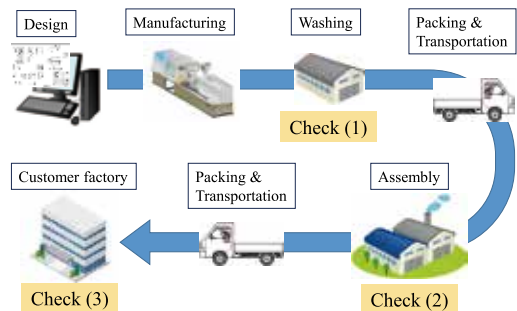 Design
Manufacturing
Washing
Packing &
Transportation
Check (1)
Customer factory
Packing &
Transportation
Assembly
Check (3)
Check (2)